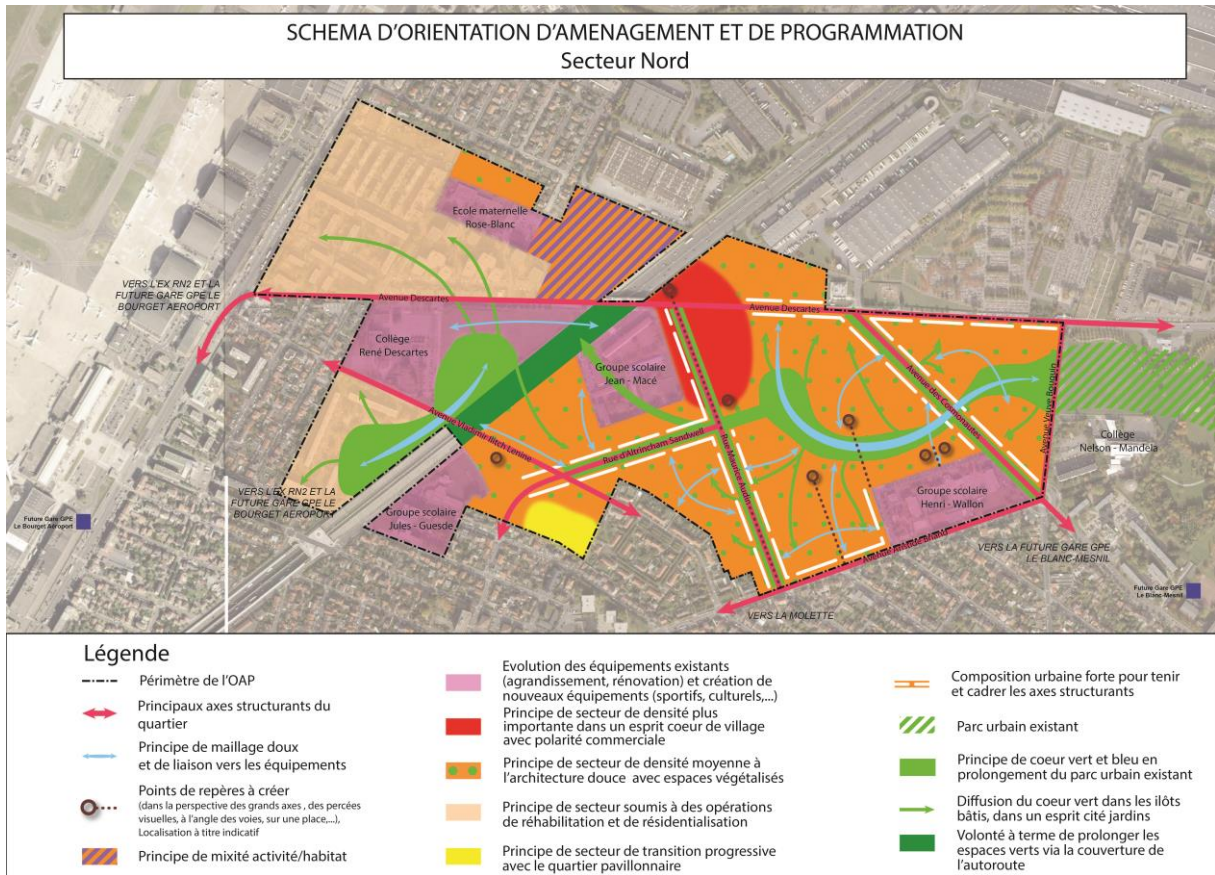 SCHEMA D'ORIENTATION D'AMENAGEMENT ET DE PROGRAMMATION
Secteur Nord
Ecole maternelle
Rose-Blanc
VERS L'EX RN2 ET LA
FUTURE GARE GPE LE
BOURGET AEROPORT
Avenue Descartes
Avenue Descartes
Collège
René Descartes
Groupe scolaire
Jean - Macé
Avenue Vladimir Ilitch Lenine
Rue d'Altrincham Sandwell
Rue Maurice Audin
Avenue des Cosmonautes
Avenue Veuve Bouquin
Collège
Nelson - Mandela
VERS L'EX RN2 ET LA
FUTURE GARE GPE LE
BOURGET AEROPORT
Future Gare GPE
Le Bourget Aéroport
Groupe scolaire
Jules - Guesde
Groupe scolaire
Henri - Wallon
Avenue Aristide Briand
VERS LA FUTURE GARE GPE
LE BLANC-MESNIL
Future Gare GPE
Le Blanc-Mesnil
VERS LA MOLETTE
Légende
Périmètre de l'OAP
Principaux axes structurants du
quartier
Principe de maillage doux
et de liaison vers les équipements
Points de repères à créer
(dans la perspective des grands axes , des percées
visuelles, à l'angle des voies, sur une place,...),
Localisation à titre indicatif
Principe de mixité activité/habitat
Evolution des équipements existants
(agrandissement, rénovation) et création de
nouveaux équipements (sportifs, culturels,...)
Principe de secteur de densité plus
importante dans un esprit coeur de village
avec polarité commerciale
Principe de secteur de densité moyenne à
l'architecture douce avec espaces végétalisés
Principe de secteur soumis à des opérations
de réhabilitation et de résidentialisation
Principe de secteur de transition progressive
avec le quartier pavillonnaire
Composition urbaine forte pour tenir
et cadrer les axes structurants
Parc urbain existant
Principe de coeur vert et bleu en
prolongement du parc urbain existant
Diffusion du coeur vert dans les ilôts
bâtis, dans un esprit cité jardins
Volonté à terme de prolonger les
espaces verts via la couverture de
l'autoroute